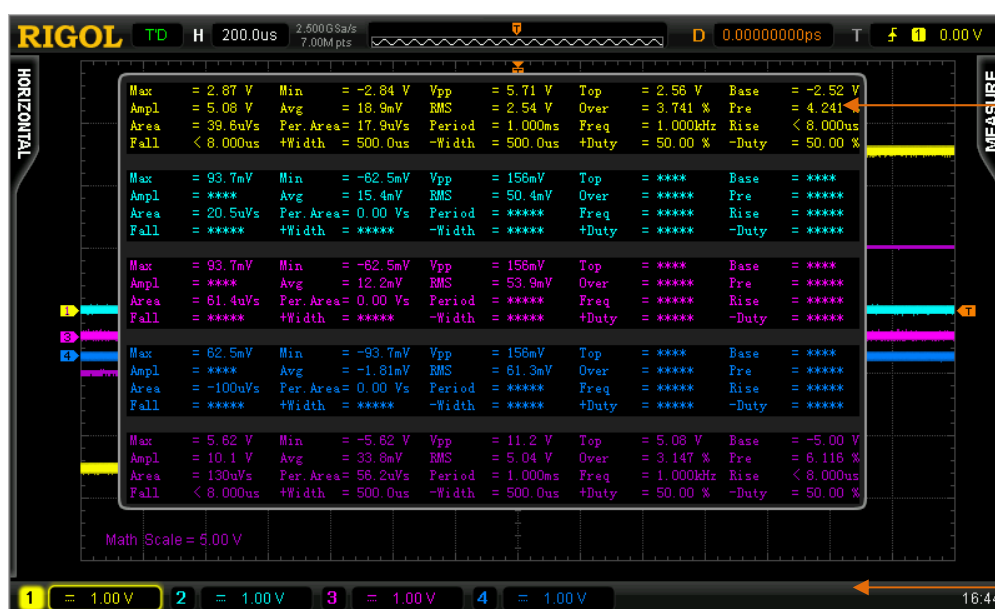 RIGOL T'D H 200.0us 2.500GSa/s 7.00M pts D 0.00000000ps T 1 0.00 V
HORIZONTAL
MEASURE
Max = 2.87 V Min = -2.84 V Vpp = 5.71 V Top = 2.56 V Base = -2.52 V
Ampl = 5.08 V Avg = 18.9mV RMS = 2.54 V Over = 3.741 % Pre = 4.241 %
Area = 39.6uVs Per.Area= 17.9uVs Period = 1.000ms Freq = 1.000kHz Rise < 8.000us
Fall < 8.000us +Width = 500.0us -Width = 500.0us +Duty = 50.00 % -Duty = 50.00 %
Max = 93.7mV Min = -62.5mV Vpp = 156mV Top = **** Base = ****
Ampl = **** Avg = 15.4mV RMS = 50.4mV Over = **** Pre = ****
Area = 20.5uVs Per.Area= 0.00 Vs Period = ***** Freq = ***** Rise = *****
Fall = ***** +Width = ***** -Width = ***** +Duty = ***** -Duty = *****
Max = 93.7mV Min = -62.5mV Vpp = 156mV Top = **** Base = ****
Ampl = **** Avg = 12.2mV RMS = 53.9mV Over = **** Pre = ****
Area = 61.4uVs Per.Area= 0.00 Vs Period = ***** Freq = ***** Rise = *****
Fall = ***** +Width = ***** -Width = ***** +Duty = ***** -Duty = *****
1
T
3
4
Max = 62.5mV Min = -93.7mV Vpp = 156mV Top = **** Base = ****
Ampl = **** Avg = -1.81mV RMS = 61.3mV Over = **** Pre = ****
Area = -100uVs Per.Area= 0.00 Vs Period = ***** Freq = ***** Rise = *****
Fall = ***** +Width = ***** -Width = ***** +Duty = ***** -Duty = *****
Max = 5.62 V Min = -5.62 V Vpp = 11.2 V Top = 5.08 V Base = -5.00 V
Ampl = 10.1 V Avg = 33.8mV RMS = 5.04 V Over = 3.147 % Pre = 6.116 %
Area = 130uVs Per.Area= 56.2uVs Period = 1.000ms Freq = 1.000kHz Rise < 8.000us
Fall < 8.000us +Width = 500.0us -Width = 500.0us +Duty = 50.00 % -Duty = 50.00 %
Math Scale = 5.00 V
1 = 1.00 V 2 = 1.00 V 3 = 1.00 V 4 = 1.00 V 16:44